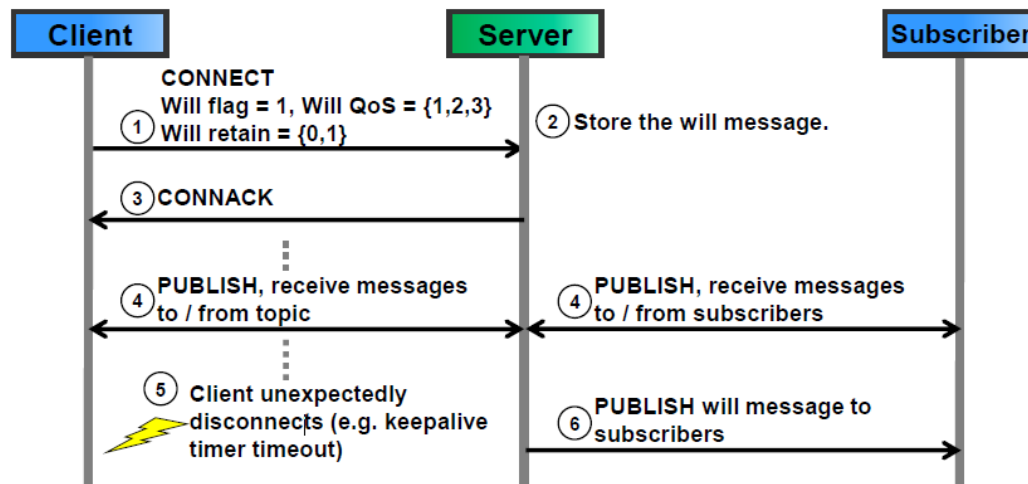 Client
Server
Subscriber
CONNECT
Will flag = 1, Will QoS = {1,2,3}
1
Will retain = {0,1}
2 Store the will message.
3 CONNACK
4 PUBLISH, receive messages
to / from topic
4 PUBLISH, receive messages
to / from subscribers
5 Client unexpectedly
disconnects (e.g. keepalive
timer timeout)
6 PUBLISH will message to
subscribers